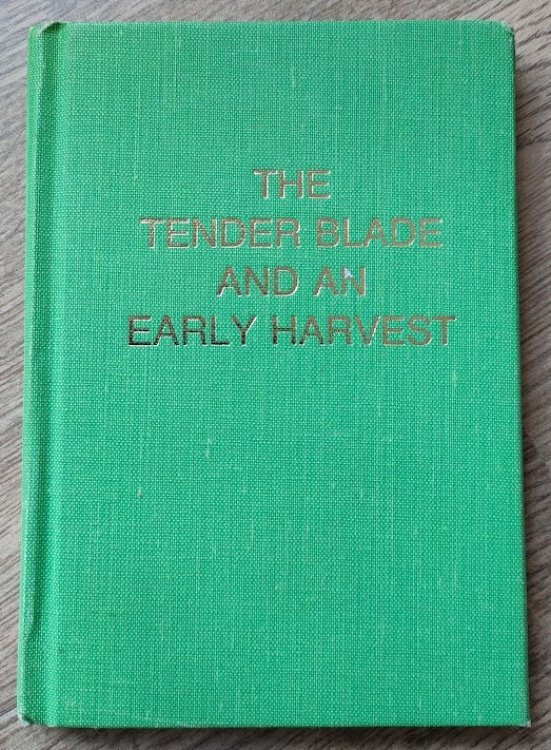 THE
TENDER BLADE
AND AN
EARLY HARVEST